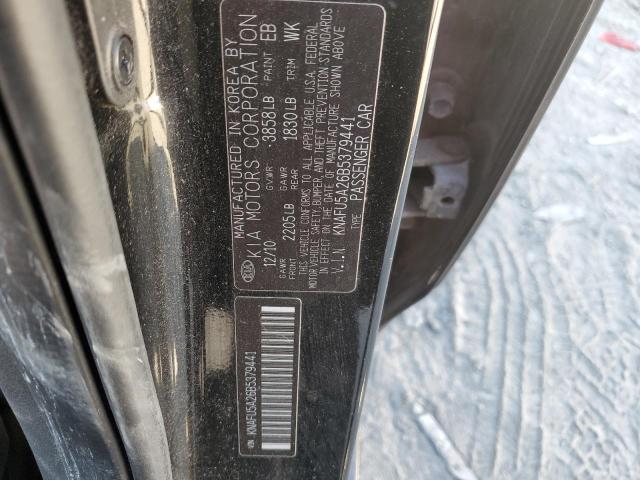 MANUFACTURED IN KOREA BY
KIA KIA MOTORS CORPORATION
12/10 GVWR 3858LB PAINT EB
GAWR FRONT 2205LB GAWR REAR 1830LB TRIM WK
THIS VEHICLE CONFORMS TO ALL APPLICABLE U.S.A. FEDERAL
MOTOR VEHICLE SAFETY, BUMPER, AND THEFT PREVENTION STANDARDS
IN EFFECT ON THE DATE OF MANUFACTURE SHOWN ABOVE
V.I.N KNAFU5A26B5379441
TYPE PASSENGER CAR
VIN KNAFU5A26B5379441